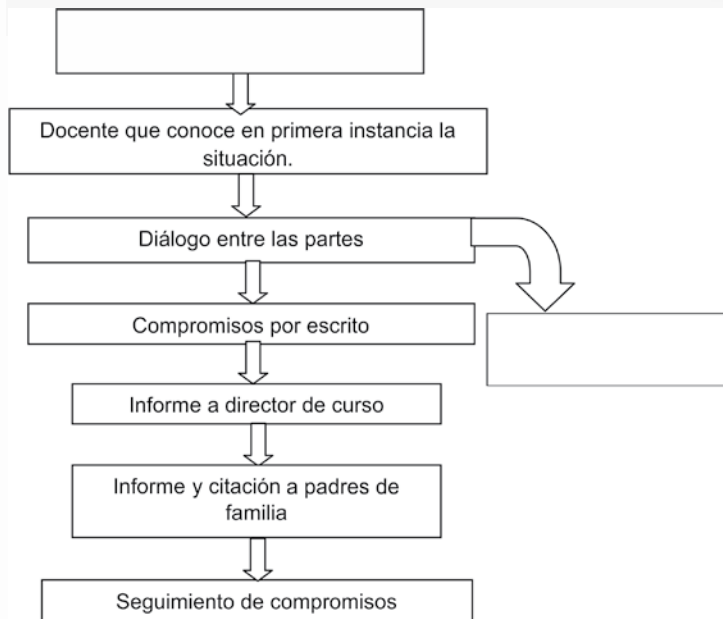 Docente que conoce en primera instancia la
situación.
Diálogo entre las partes
Compromisos por escrito
Informe a director de curso
Informe y citación a padres de
familia
Seguimiento de compromisos